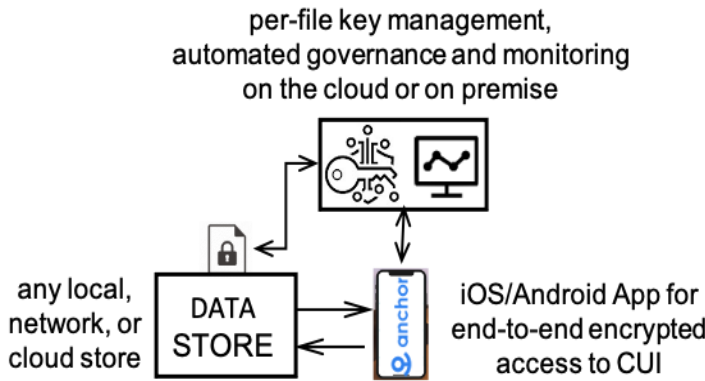 per-file key management,
automated governance and monitoring
on the cloud or on premise
any local,
network, or
cloud store
DATA
STORE
anchor
iOS/Android App for
end-to-end encrypted
access to CUI